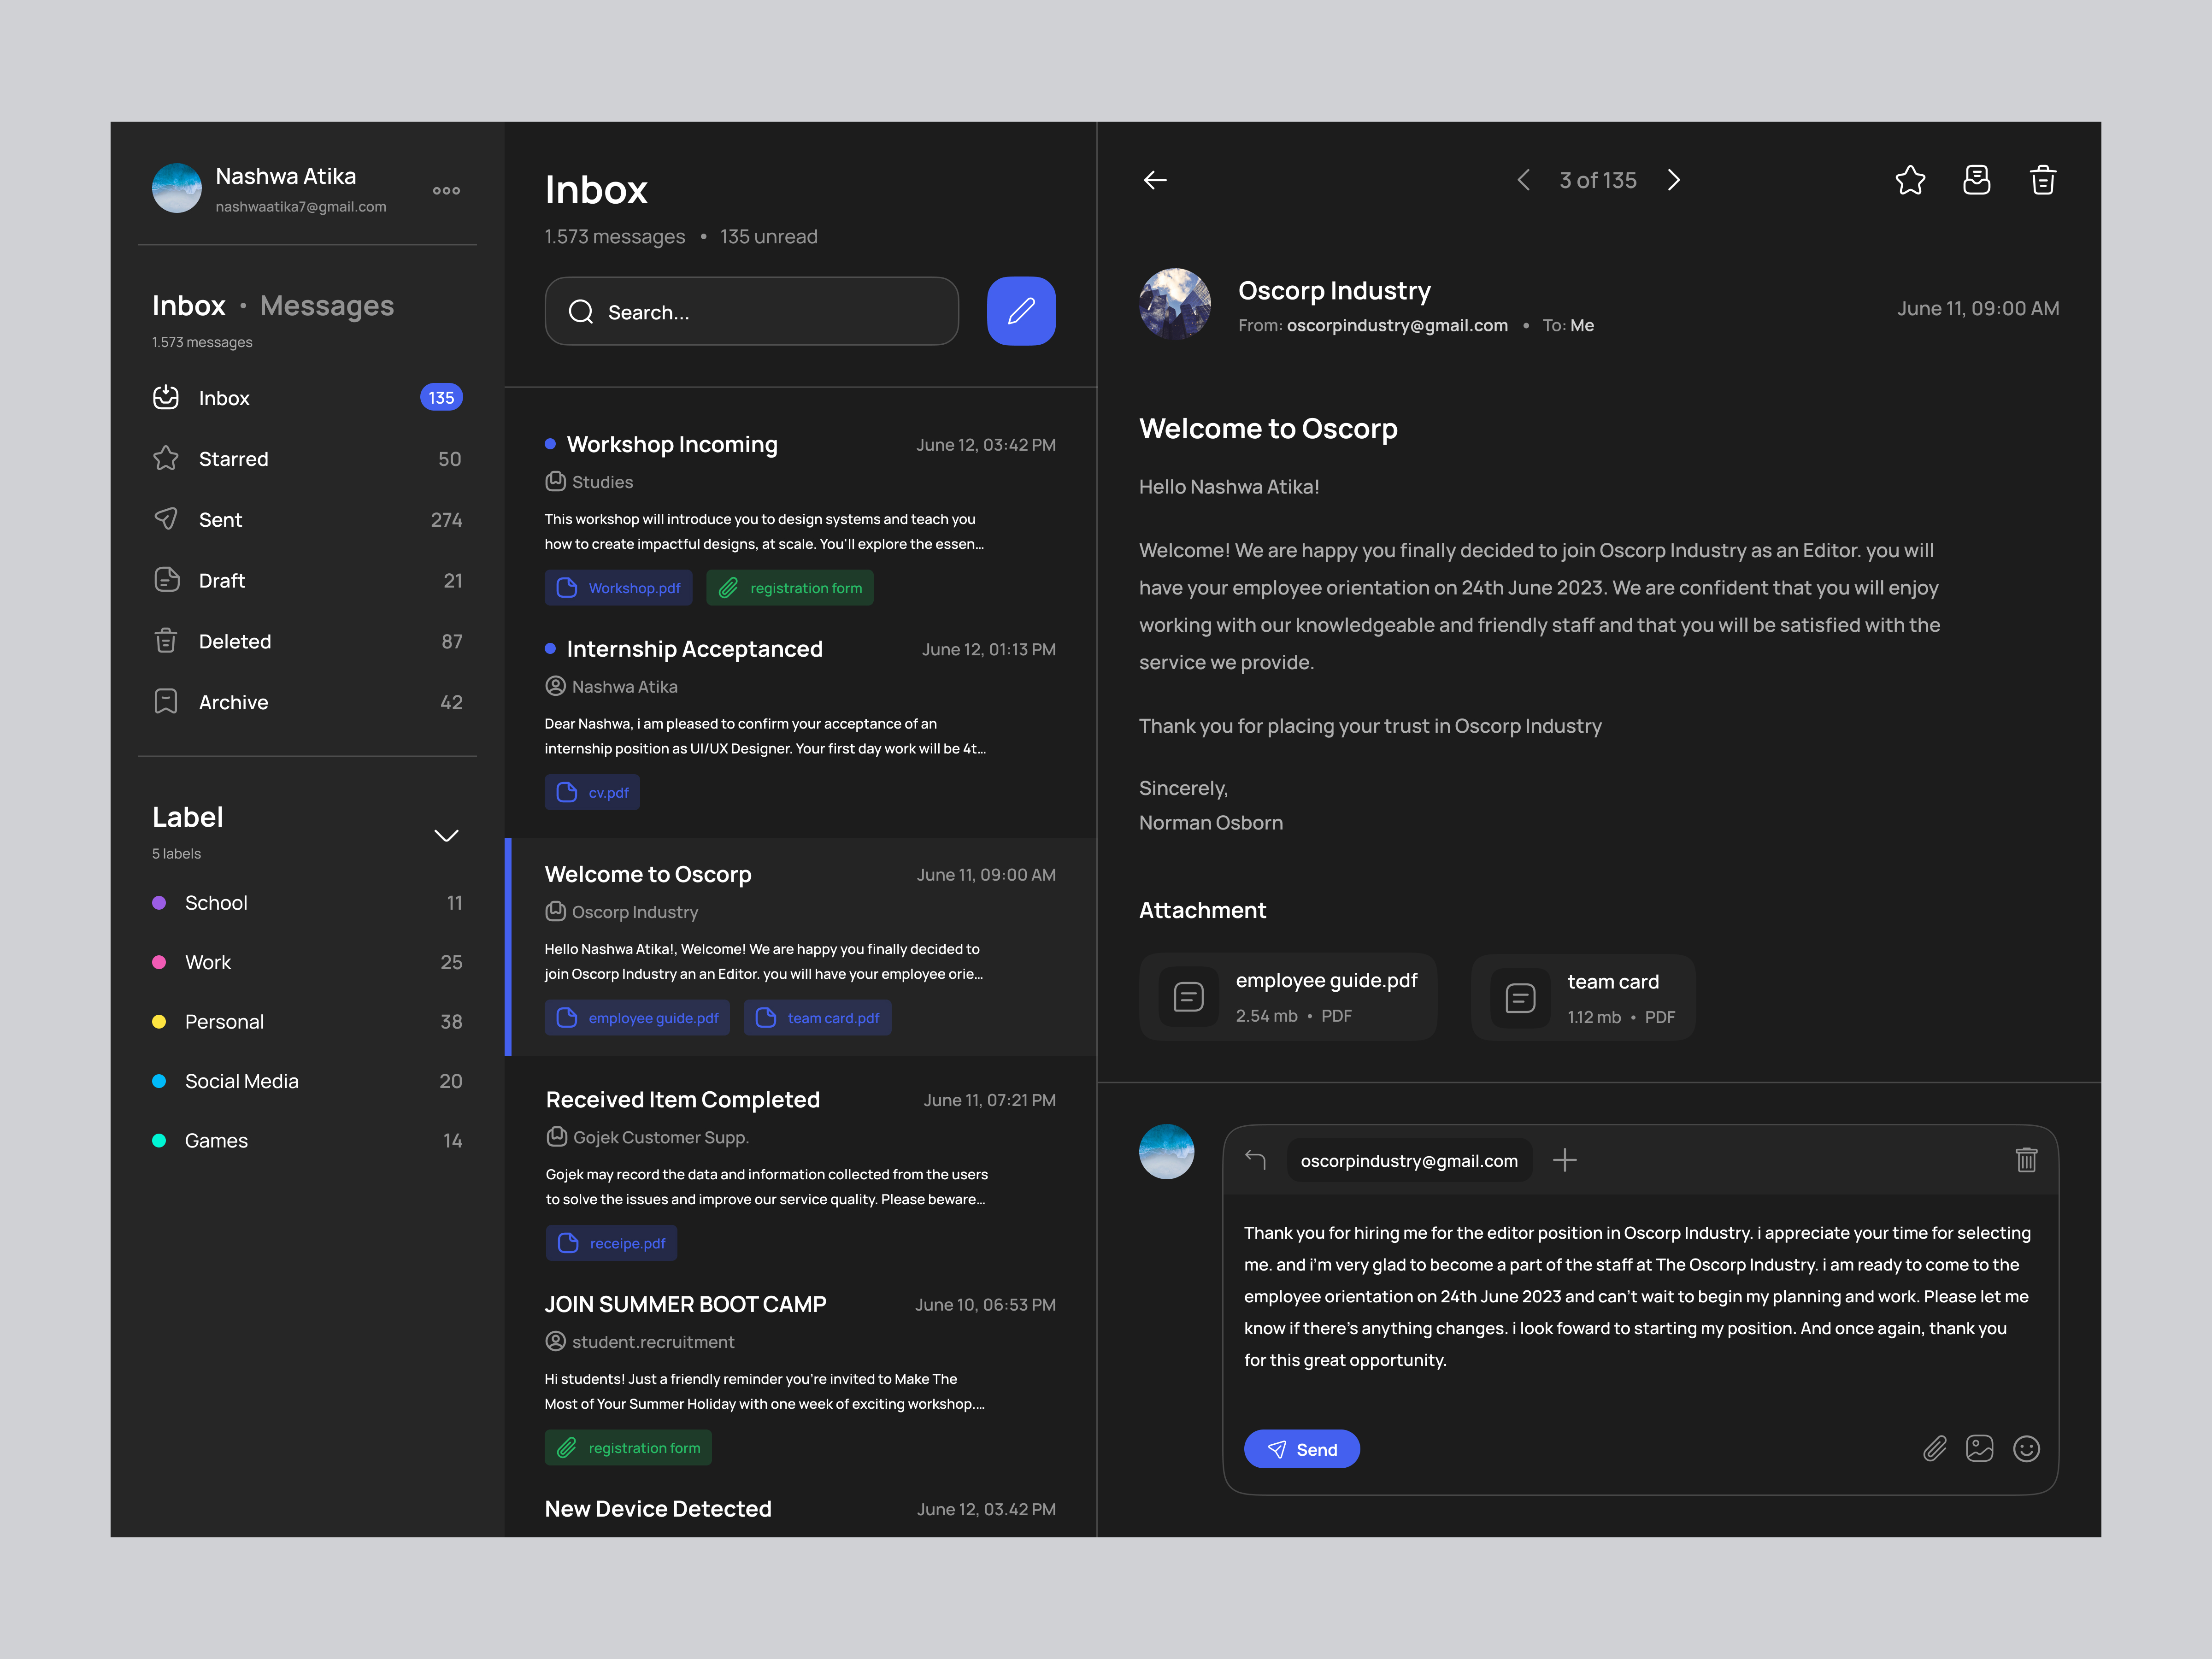 Nashwa Atika
nashwaatika7@gmail.com
Inbox • Messages
1.573 messages
Inbox 135
Starred 50
Sent 274
Draft 21
Deleted 87
Archive 42
Label
5 labels
School 11
Work 25
Personal 38
Social Media 20
Games 14
Inbox
1.573 messages • 135 unread
Search...
Workshop Incoming June 12, 03:42 PM
Studies
This workshop will introduce you to design systems and teach you
how to create impactful designs, at scale. You'll explore the essen...
Workshop.pdf registration form
Internship Acceptanced June 12, 01:13 PM
Nashwa Atika
Dear Nashwa, i am pleased to confirm your acceptance of an
internship position as UI/UX Designer. Your first day work will be 4t...
cv.pdf
Welcome to Oscorp June 11, 09:00 AM
Oscorp Industry
Hello Nashwa Atika!, Welcome! We are happy you finally decided to
join Oscorp Industry an an Editor. you will have your employee orie...
employee guide.pdf team card.pdf
Received Item Completed June 11, 07:21 PM
Gojek Customer Supp.
Gojek may record the data and information collected from the users
to solve the issues and improve our service quality. Please beware...
receipe.pdf
JOIN SUMMER BOOT CAMP June 10, 06:53 PM
student.recruitment
Hi students! Just a friendly reminder you're invited to Make The
Most of Your Summer Holiday with one week of exciting workshop....
registration form
New Device Detected June 12, 03.42 PM
3 of 135
Oscorp Industry
From: oscorpindustry@gmail.com • To: Me
June 11, 09:00 AM
Welcome to Oscorp
Hello Nashwa Atika!
Welcome! We are happy you finally decided to join Oscorp Industry as an Editor. you will
have your employee orientation on 24th June 2023. We are confident that you will enjoy
working with our knowledgeable and friendly staff and that you will be satisfied with the
service we provide.
Thank you for placing your trust in Oscorp Industry
Sincerely,
Norman Osborn
Attachment
employee guide.pdf
2.54 mb • PDF
team card
1.12 mb • PDF
oscorpindustry@gmail.com
Thank you for hiring me for the editor position in Oscorp Industry. i appreciate your time for selecting
me. and i'm very glad to become a part of the staff at The Oscorp Industry. i am ready to come to the
employee orientation on 24th June 2023 and can't wait to begin my planning and work. Please let me
know if there's anything changes. i look foward to starting my position. And once again, thank you
for this great opportunity.
Send